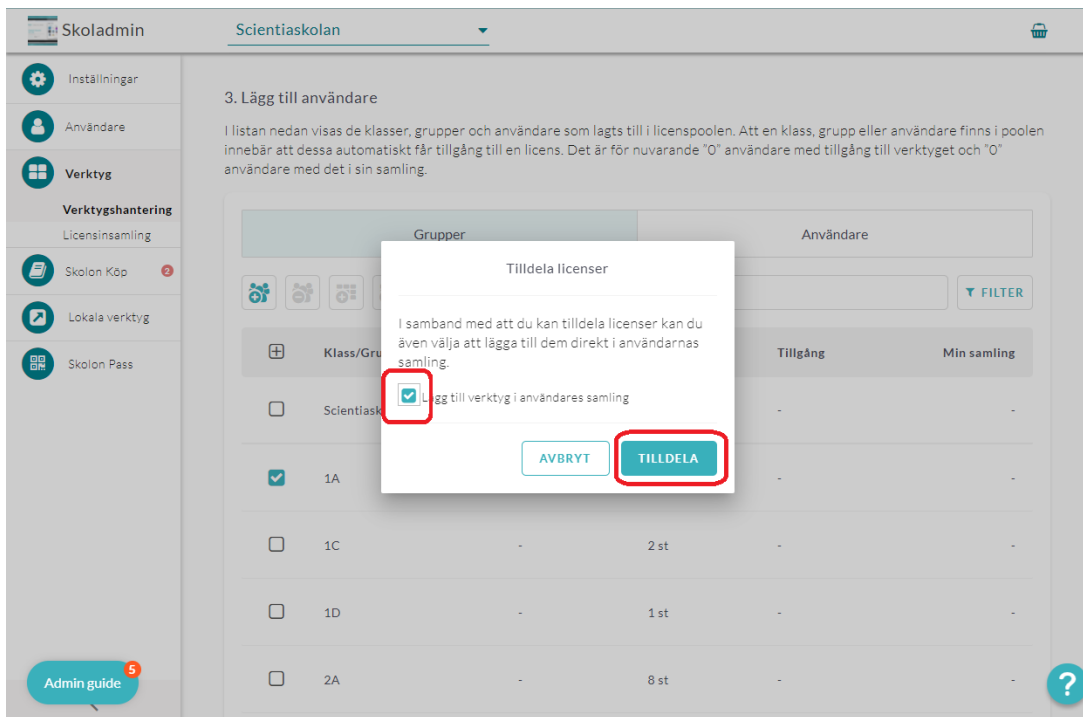 Skoladmin
Scientiaskolan
Inställningar
Användare
Verktyg
Verktygshantering
Licensinsamling
Skolon Köp 2
Lokala verktyg
Skolon Pass
Admin guide 5
3. Lägg till användare
I listan nedan visas de klasser, grupper och användare som lagts till i licenspoolen. Att en klass, grupp eller användare finns i poolen
innebär att dessa automatiskt får tillgång till en licens. Det är för nuvarande "0" användare med tillgång till verktyget och "0"
användare med det i sin samling.
Grupper Användare
FILTER
Klass/Gru Tillgång Min samling
Scientiask - -
1A - -
1C - 2 st - -
1D - 1 st - -
2A - 8 st - -
Tilldela licenser
I samband med att du kan tilldela licenser kan du
även välja att lägga till dem direkt i användarnas
samling.
Lägg till verktyg i användares samling
AVBRYT TILLDELA
?